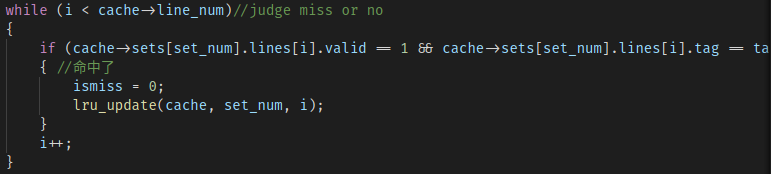 while (i < cache->line_num)//judge miss or no
{
if (cache->sets[set_num].lines[i].valid == 1 && cache->sets[set_num].lines[i].tag == ta
{ //命中了
ismiss = 0;
lru_update(cache, set_num, i);
}
i++;
}